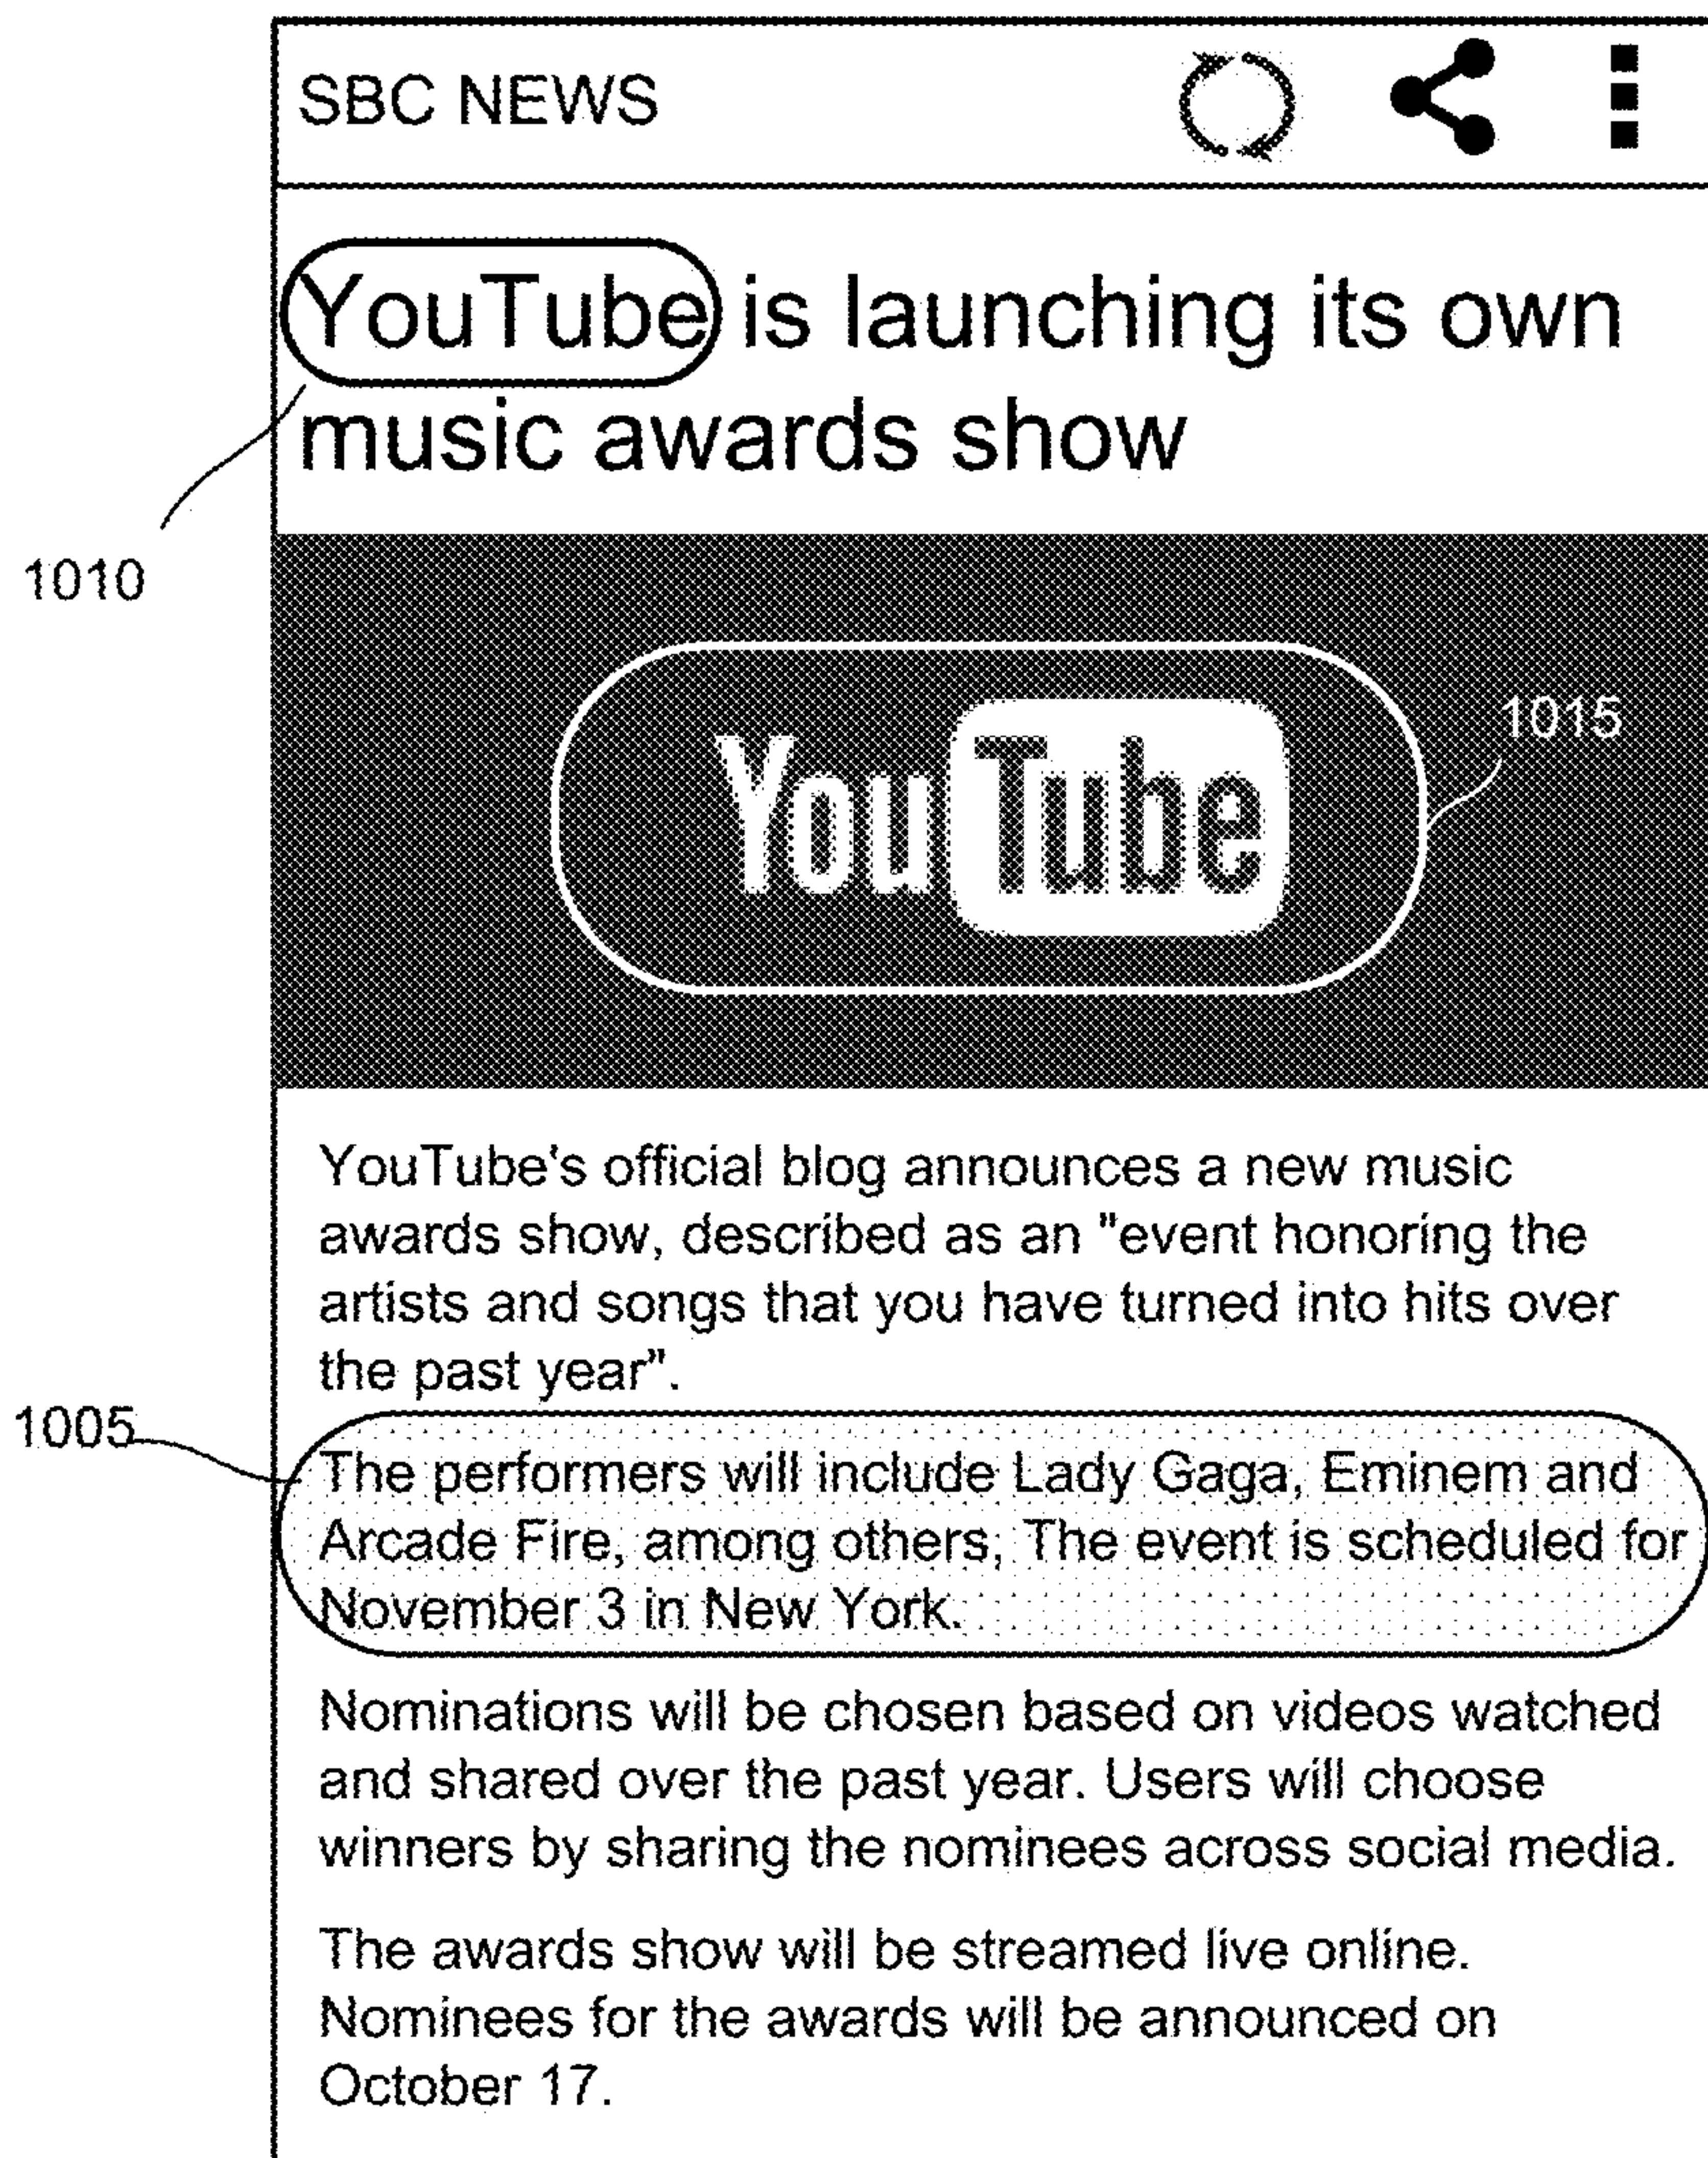 SBC NEWS
YouTube is launching its own
music awards show
1010
1015
YouTube
YouTube's official blog announces a new music
awards show, described as an "event honoring the
artists and songs that you have turned into hits over
the past year".
1005
The performers will include Lady Gaga, Eminem and
Arcade Fire, among others; The event is scheduled for
November 3 in New York.
Nominations will be chosen based on videos watched
and shared over the past year. Users will choose
winners by sharing the nominees across social media.
The awards show will be streamed live online.
Nominees for the awards will be announced on
October 17.